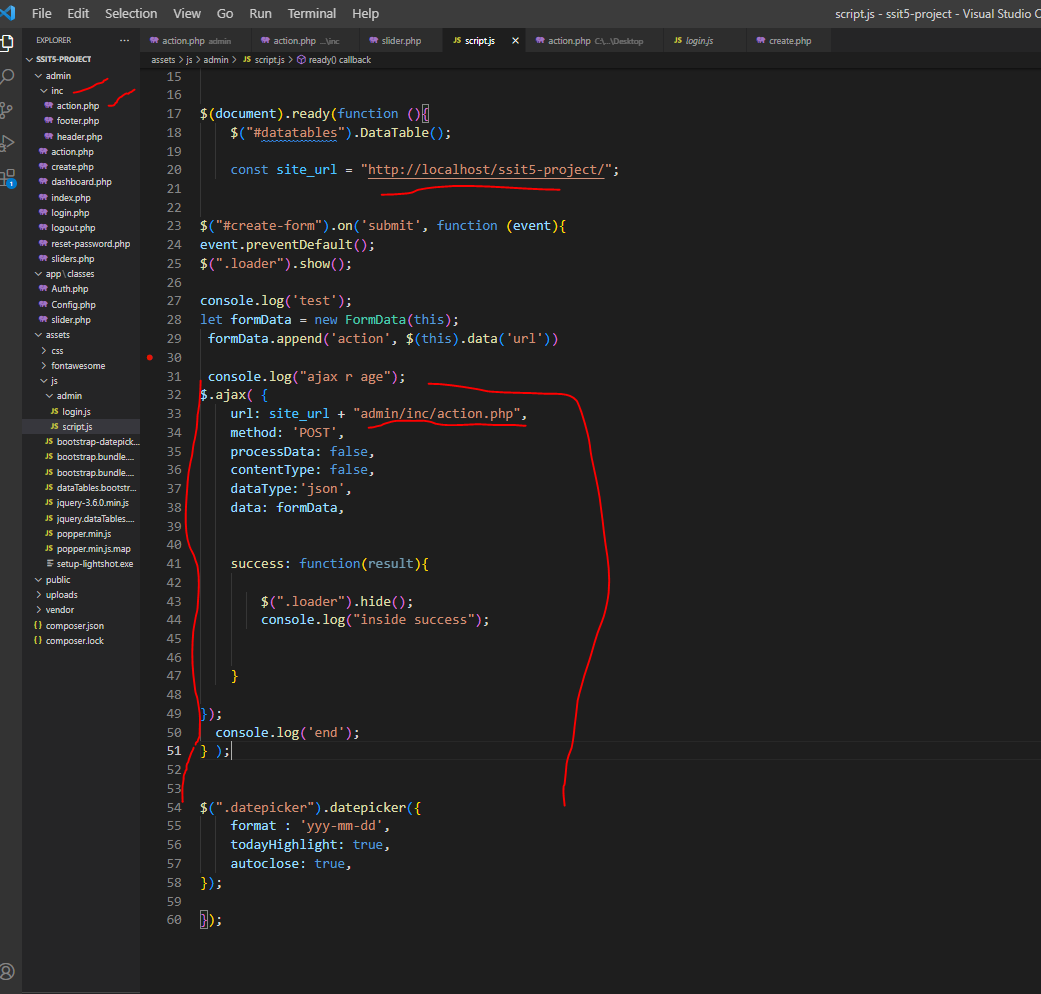 File Edit Selection View Go Run Terminal Help
script.js - ssit5-project - Visual Studio C
EXPLORER ...
action.php admin
action.php ...\inc
slider.php
script.js
action.php C:\...\Desktop
login.js
create.php
assets > js > admin > script.js > ready() callback
SSIT5-PROJECT
admin
inc
action.php
footer.php
header.php
action.php
create.php
dashboard.php
index.php
login.php
logout.php
reset-password.php
sliders.php
app\classes
Auth.php
Config.php
slider.php
assets
css
fontawesome
js
admin
JS login.js
JS script.js
JS bootstrap-datepick...
JS bootstrap.bundle....
JS bootstrap.bundle....
JS dataTables.bootstr...
JS jquery-3.6.0.min.js
JS jquery.dataTables....
popper.min.js
JS popper.min.js.map
setup-lightshot.exe
public
uploads
vendor
{} composer.json
{} composer.lock
1
15
16
17 $(document).ready(function (){
18 $("#datatables").DataTable();
19
20 const site_url = "http://localhost/ssit5-project/";
21
22
23 $("#create-form").on('submit', function (event){
24 event.preventDefault();
25 $(".loader").show();
26
27 console.log('test');
28 let formData = new FormData(this);
29 formData.append('action', $(this).data('url'))
30
31 console.log("ajax r age");
32 $.ajax( {
33 url: site_url + "admin/inc/action.php",
34 method: 'POST',
35 processData: false,
36 contentType: false,
37 dataType:'json',
38 data: formData,
39
40
41 success: function(result){
42
43 $(".loader").hide();
44 console.log("inside success");
45
46
47 }
48
49 });
50 console.log('end');
51 } );
52
53
54 $(".datepicker").datepicker({
55 format : 'yyy-mm-dd',
56 todayHighlight: true,
57 autoclose: true,
58 });
59
60 });